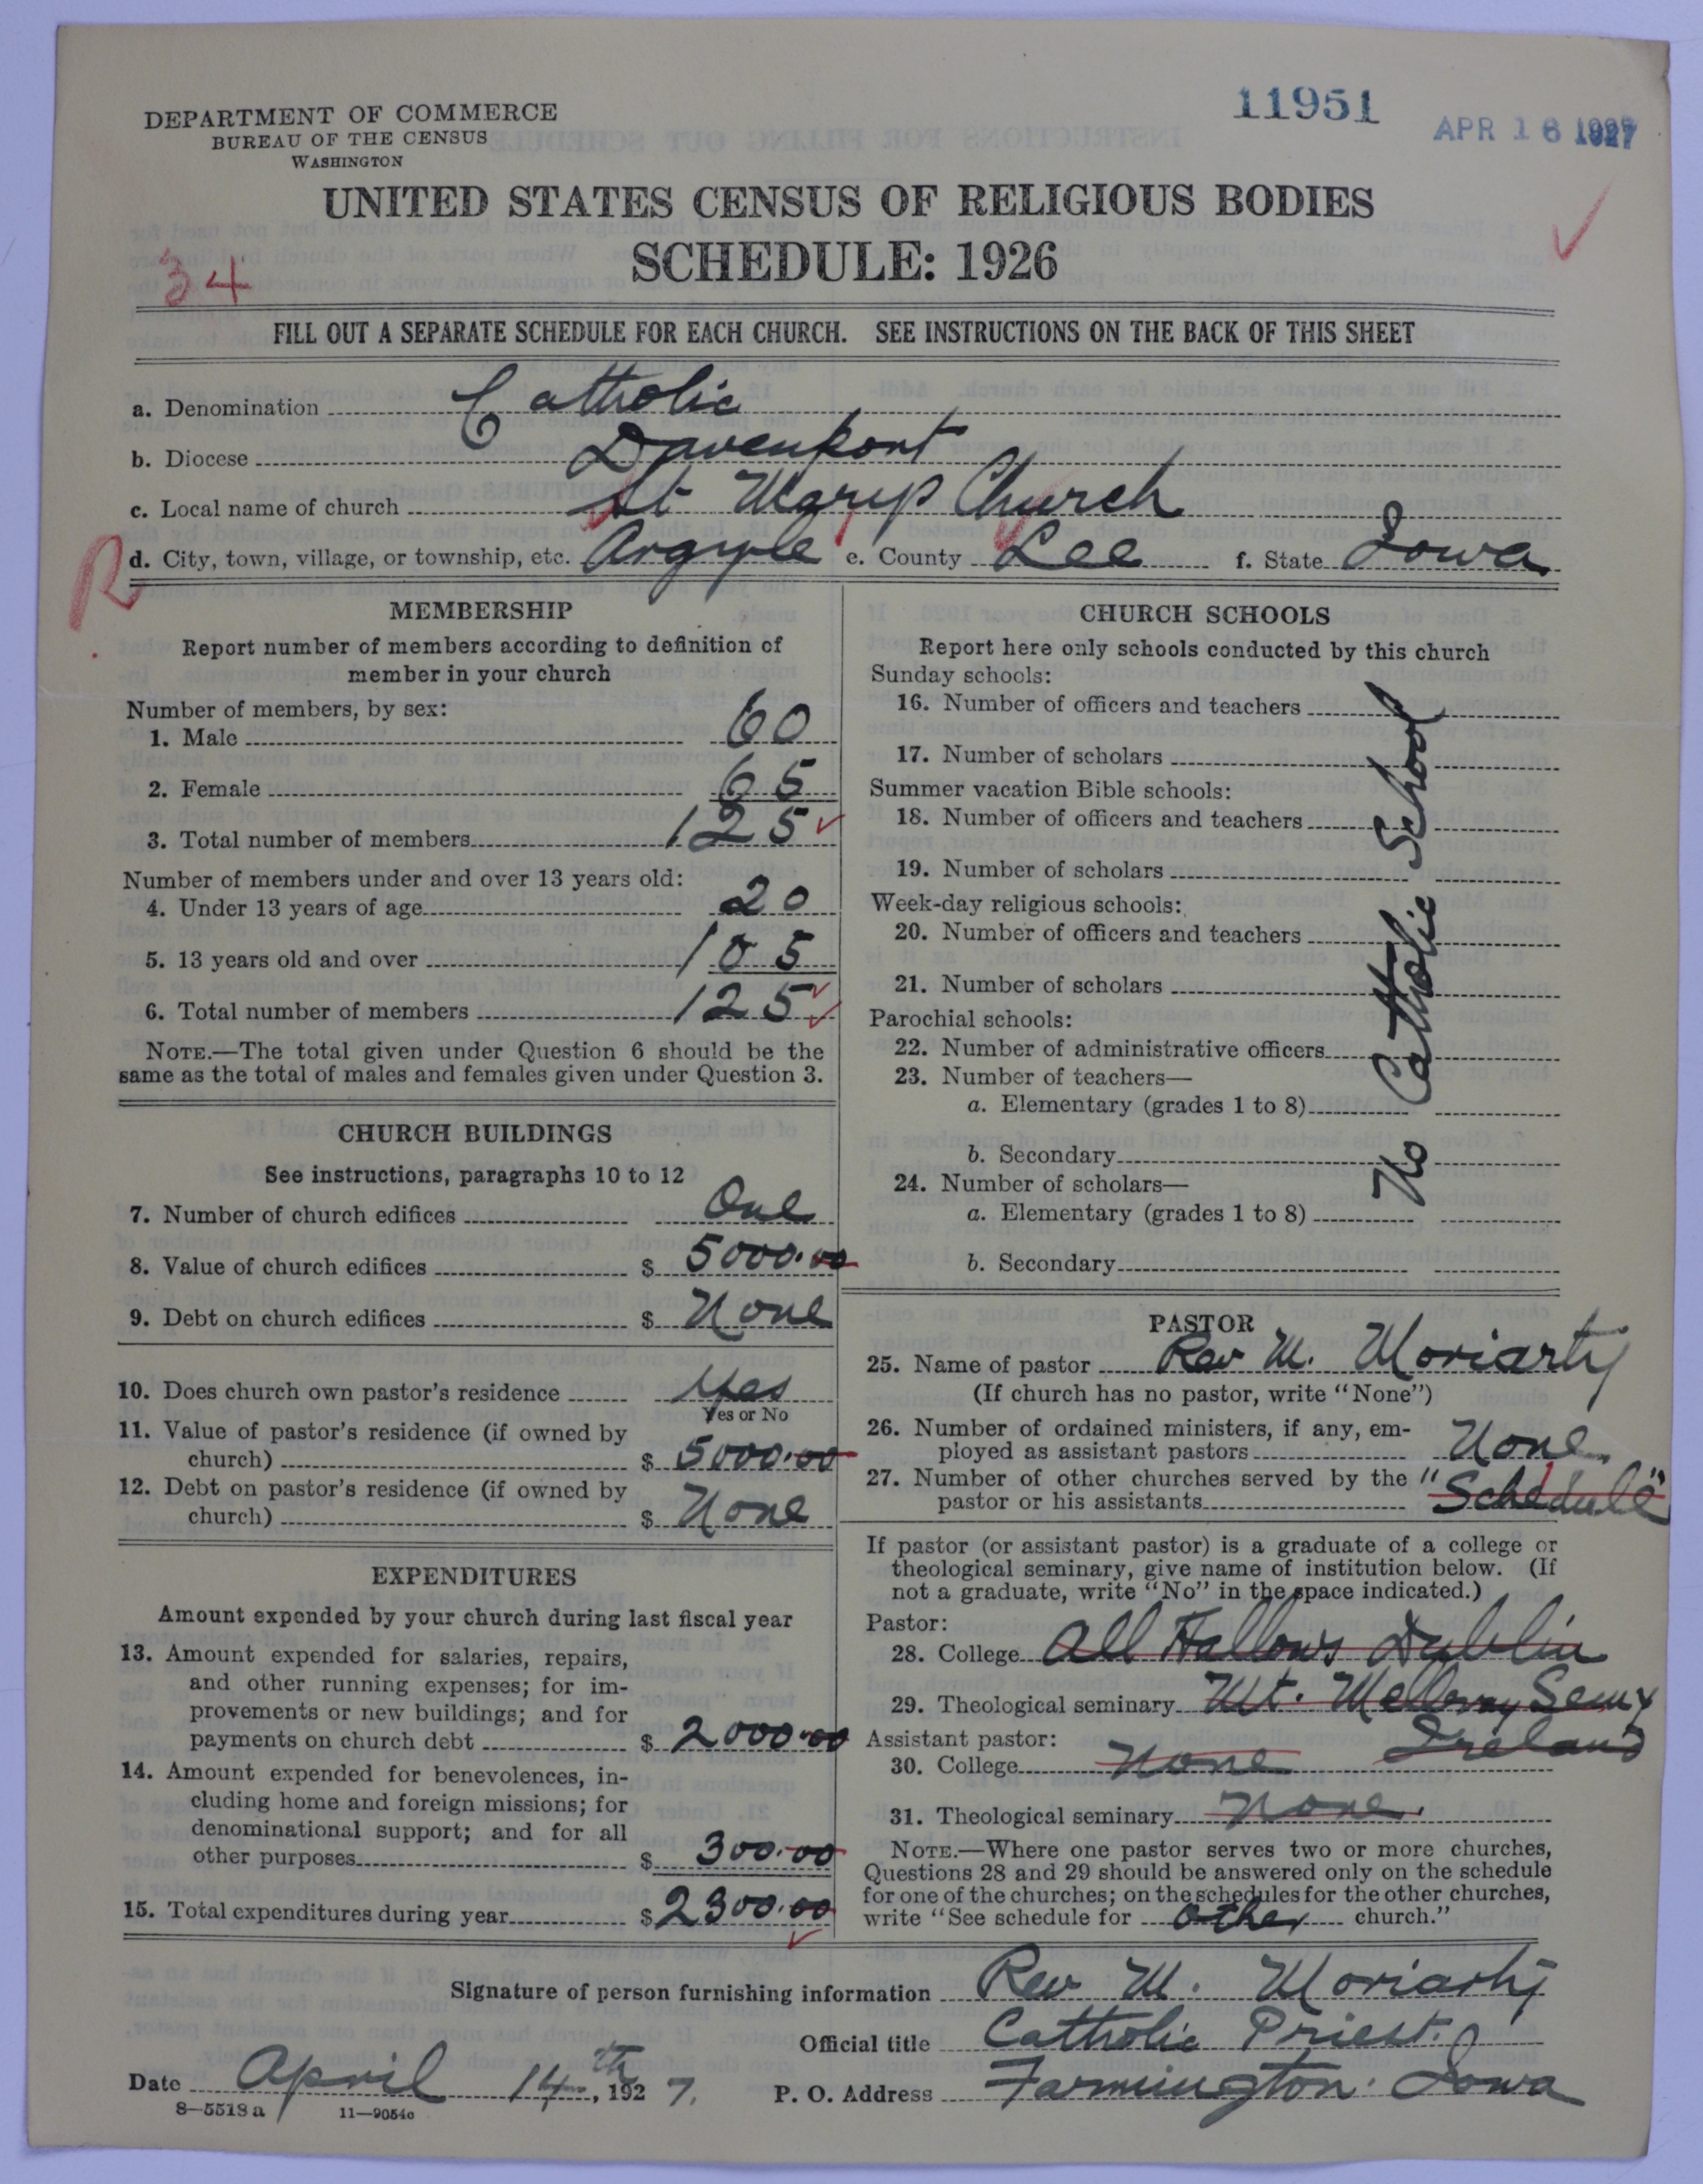 11951
APR 16 1927
DEPARTMENT OF COMMERCE
BUREAU OF THE CENSUS
WASHINGTON
UNITED STATES CENSUS OF RELIGIOUS BODIES
SCHEDULE: 1926
34
FILL OUT A SEPARATE SCHEDULE FOR EACH CHURCH. SEE INSTRUCTIONS ON THE BACK OF THIS SHEET
a. Denomination Catholic
b. Diocese Davenport
c. Local name of church St Marys Church
R d. City, town, village, or township, etc. Argyle e. County Lee f. State Iowa
MEMBERSHIP
Report number of members according to definition of
member in your church
Number of members, by sex:
1. Male 60
2. Female 65
3. Total number of members 125
Number of members under and over 13 years old:
4. Under 13 years of age 20
5. 13 years old and over 105
6. Total number of members 125
NOTE.—The total given under Question 6 should be the
same as the total of males and females given under Question 3.
CHURCH BUILDINGS
See instructions, paragraphs 10 to 12
7. Number of church edifices One
8. Value of church edifices $ 5000.00
9. Debt on church edifices $ None
10. Does church own pastor's residence Yes
Yes or No
11. Value of pastor's residence (if owned by
church) $ 5000.00
12. Debt on pastor's residence (if owned by
church) $ None
EXPENDITURES
Amount expended by your church during last fiscal year
13. Amount expended for salaries, repairs,
and other running expenses; for im-
provements or new buildings; and for
payments on church debt $ 2000.00
14. Amount expended for benevolences, in-
cluding home and foreign missions; for
denominational support; and for all
other purposes $ 300.00
15. Total expenditures during year $ 2300.00
CHURCH SCHOOLS
Report here only schools conducted by this church
Sunday schools:
16. Number of officers and teachers
17. Number of scholars
Summer vacation Bible schools:
18. Number of officers and teachers
19. Number of scholars
Week-day religious schools:
20. Number of officers and teachers
21. Number of scholars
Parochial schools:
22. Number of administrative officers
23. Number of teachers—
a. Elementary (grades 1 to 8)
b. Secondary
24. Number of scholars—
a. Elementary (grades 1 to 8)
b. Secondary
No Catholic School
PASTOR
25. Name of pastor Rev M. Moriarty
(If church has no pastor, write "None")
26. Number of ordained ministers, if any, em-
ployed as assistant pastors None
27. Number of other churches served by the
pastor or his assistants "Schedule"
If pastor (or assistant pastor) is a graduate of a college or
theological seminary, give name of institution below. (If
not a graduate, write "No" in the space indicated.)
Pastor:
28. College All Hallows Dublin
29. Theological seminary Mt. Melleray Semy
Ireland
Assistant pastor:
30. College None
31. Theological seminary None.
NOTE.—Where one pastor serves two or more churches,
Questions 28 and 29 should be answered only on the schedule
for one of the churches; on the schedules for the other churches,
write "See schedule for other church."
Signature of person furnishing information Rev M. Moriarty
Official title Catholic Priest.
Date April 14th, 1927. P. O. Address Farmington. Iowa
8—5518 a 11—9054c